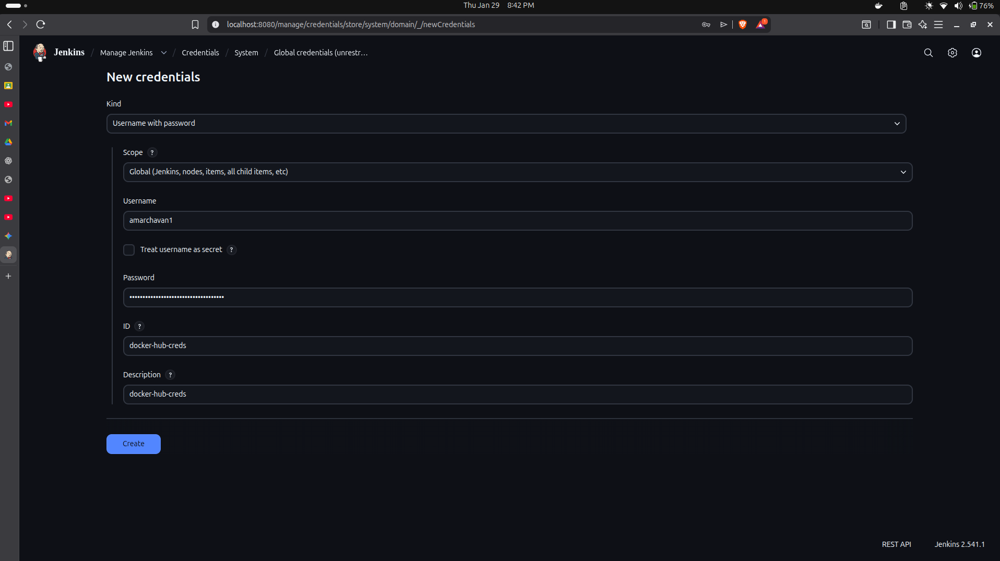 Thu Jan 29 8:42 PM
76%
localhost:8080/manage/credentials/store/system/domain/_/newCredentials
1
Jenkins / Manage Jenkins / Credentials / System / Global credentials (unrestr...
New credentials
Kind
Username with password
Scope ?
Global (Jenkins, nodes, items, all child items, etc)
Username
amarchavan1
Treat username as secret ?
Password
••••••••••••••••••••••••••••••••••••
ID ?
docker-hub-creds
Description ?
docker-hub-creds
Create
REST API Jenkins 2.541.1